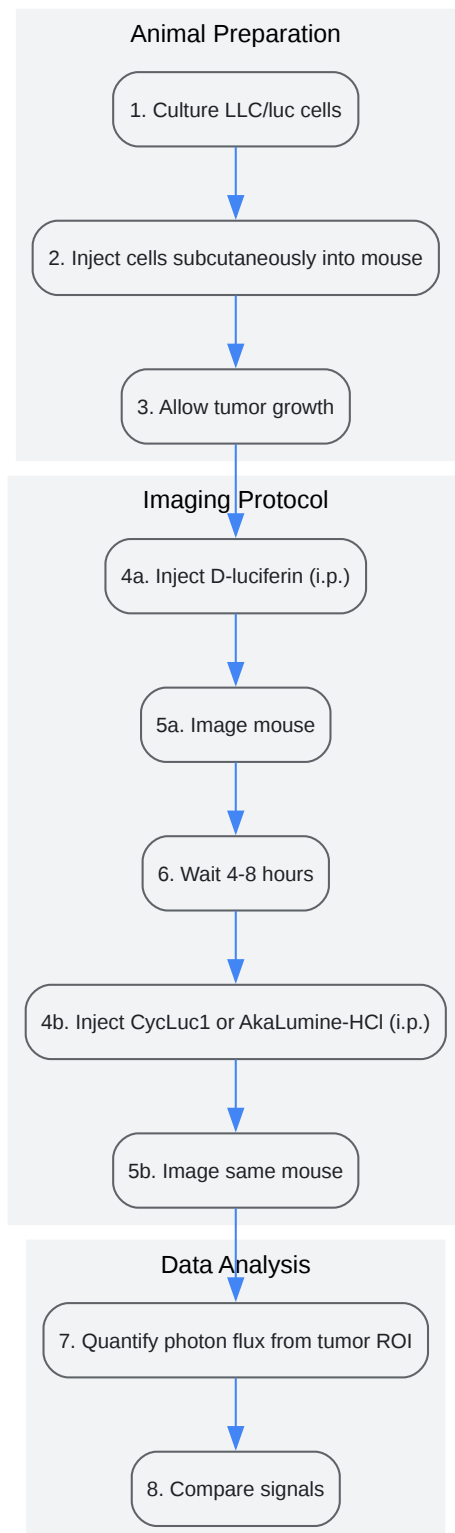 Animal Preparation
1. Culture LLC/luc cells
2. Inject cells subcutaneously into mouse
3. Allow tumor growth
Imaging Protocol
4a. Inject D-luciferin (i.p.)
5a. Image mouse
6. Wait 4-8 hours
4b. Inject CycLuc1 or AkaLumine-HCl (i.p.)
5b. Image same mouse
Data Analysis
7. Quantify photon flux from tumor ROI
8. Compare signals